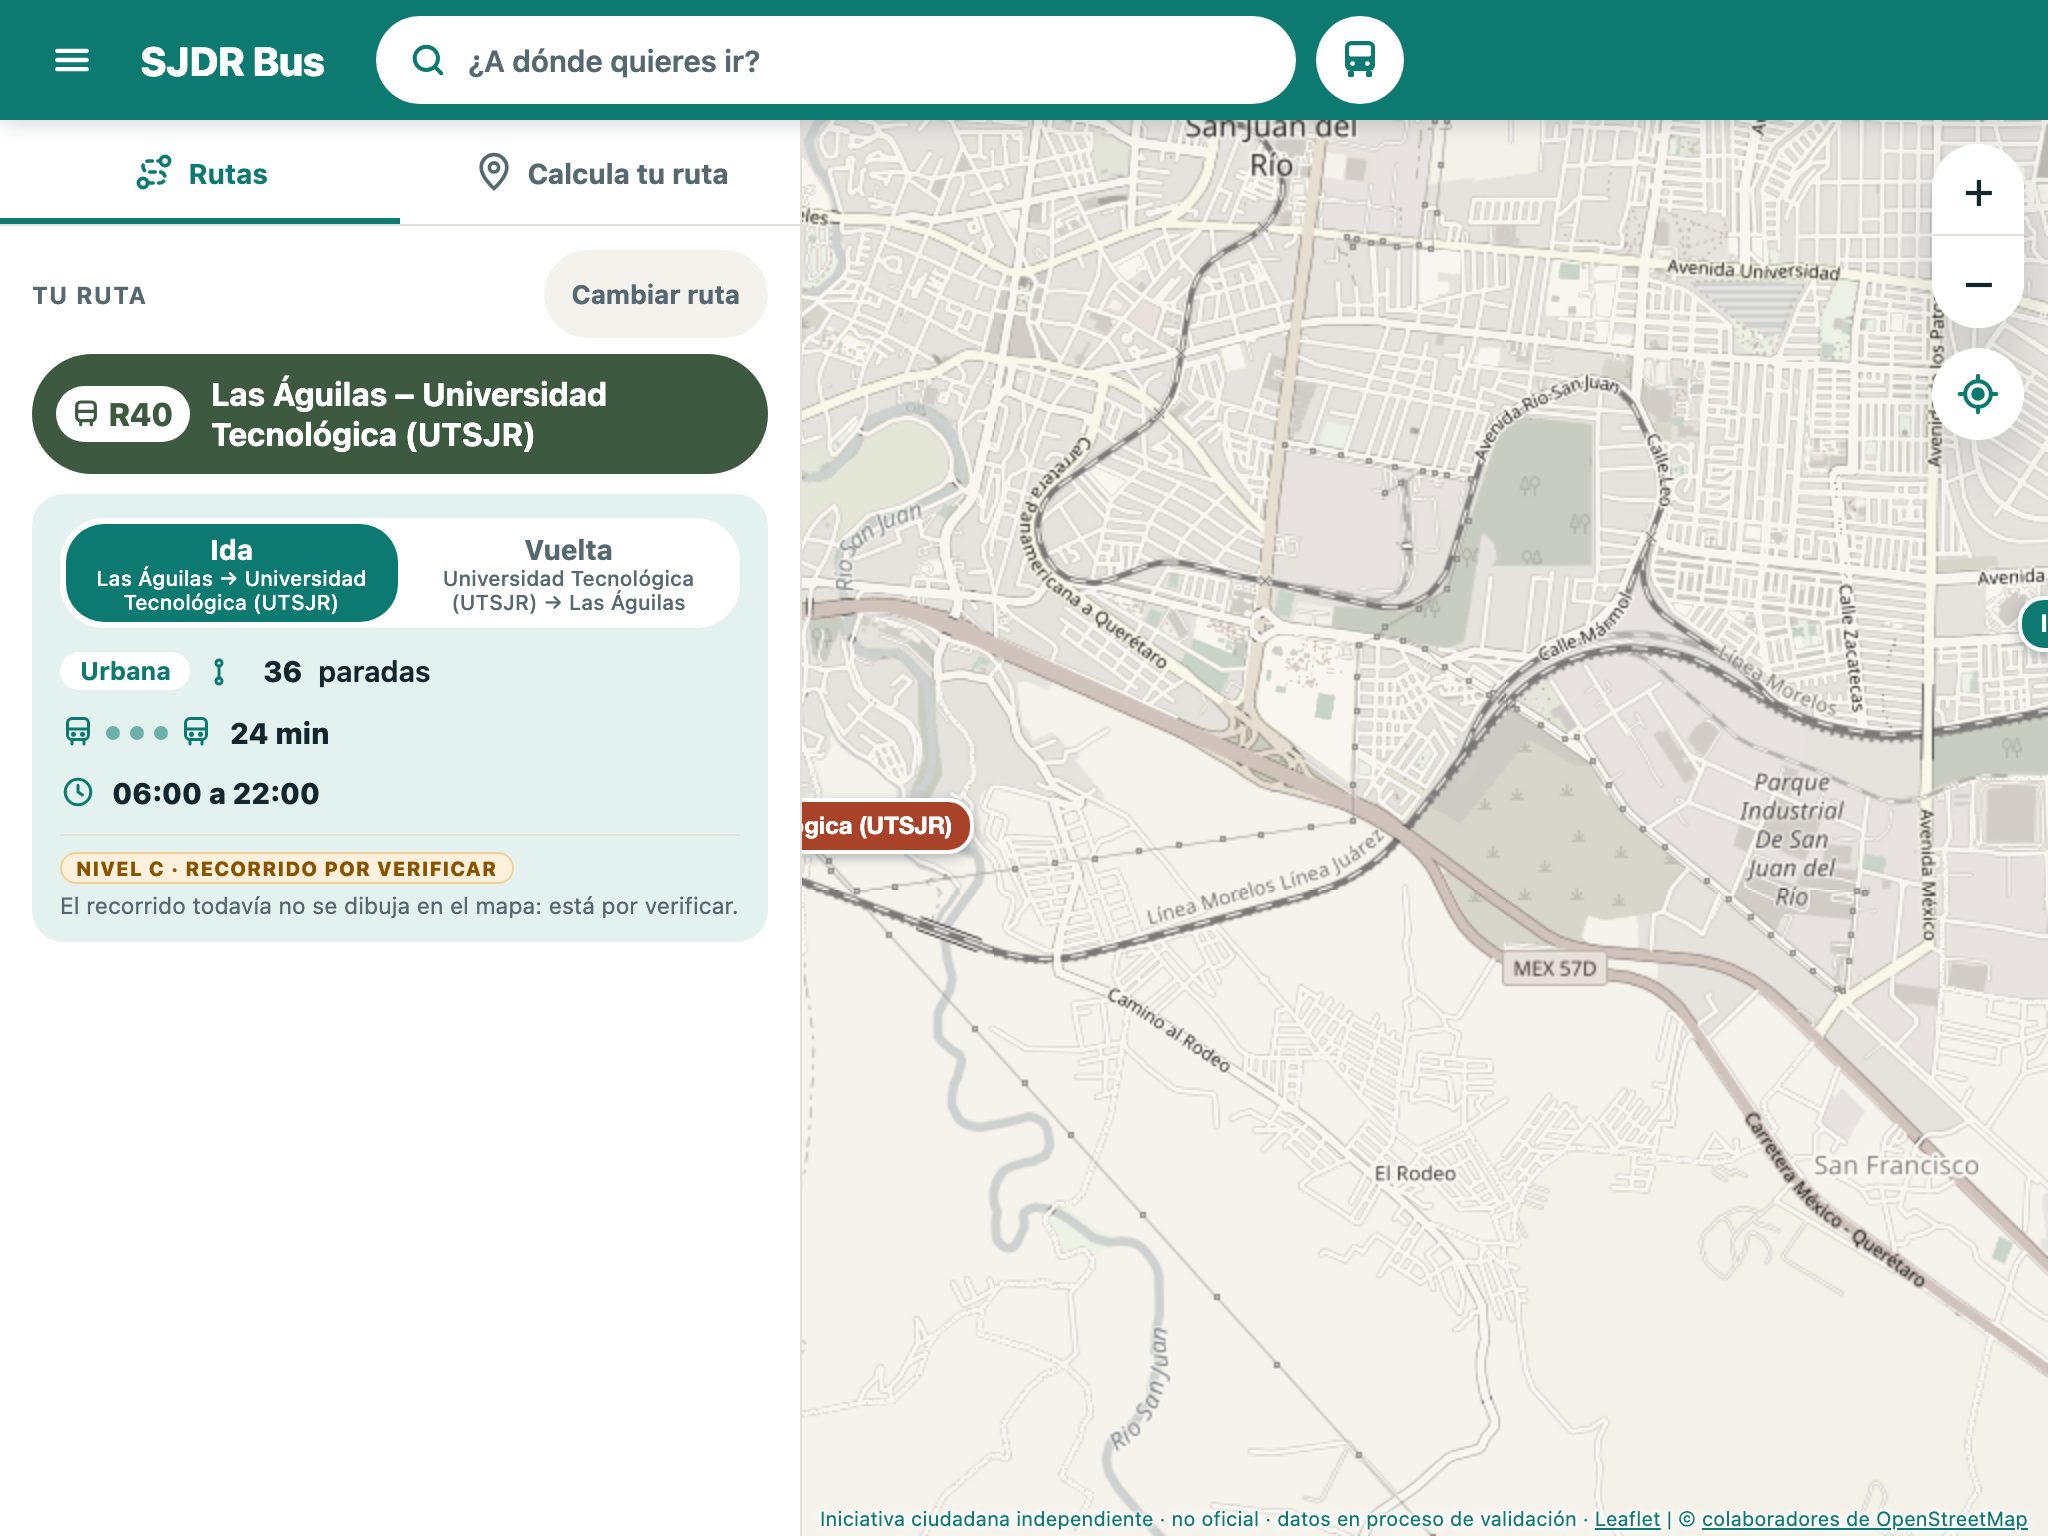 SJDR Bus
¿A dónde quieres ir?
Rutas
Calcula tu ruta
TU RUTA
Cambiar ruta
R40
Las Águilas – Universidad
Tecnológica (UTSJR)
Ida
Las Águilas → Universidad
Tecnológica (UTSJR)
Vuelta
Universidad Tecnológica
(UTSJR) → Las Águilas
Urbana
36 paradas
24 min
06:00 a 22:00
NIVEL C · RECORRIDO POR VERIFICAR
El recorrido todavía no se dibuja en el mapa: está por verificar.
San Juan del
Río
+
−
Avenida Universidad
Avenida Río San Juan
Calle Leo
Carretera Panamericana a Querétaro
Río San Juan
Calle Mármol
Línea Morelos
Calle Zacatecas
Avenida
Parque
Industrial
De San
Juan del
Río
Avenida México
(UTSJR)
Línea Morelos Línea Juárez
MEX 57D
Camino al Rodeo
El Rodeo
San Francisco
Carretera México - Querétaro
Río San Juan
Iniciativa ciudadana independiente · no oficial · datos en proceso de validación · Leaflet | © colaboradores de OpenStreetMap